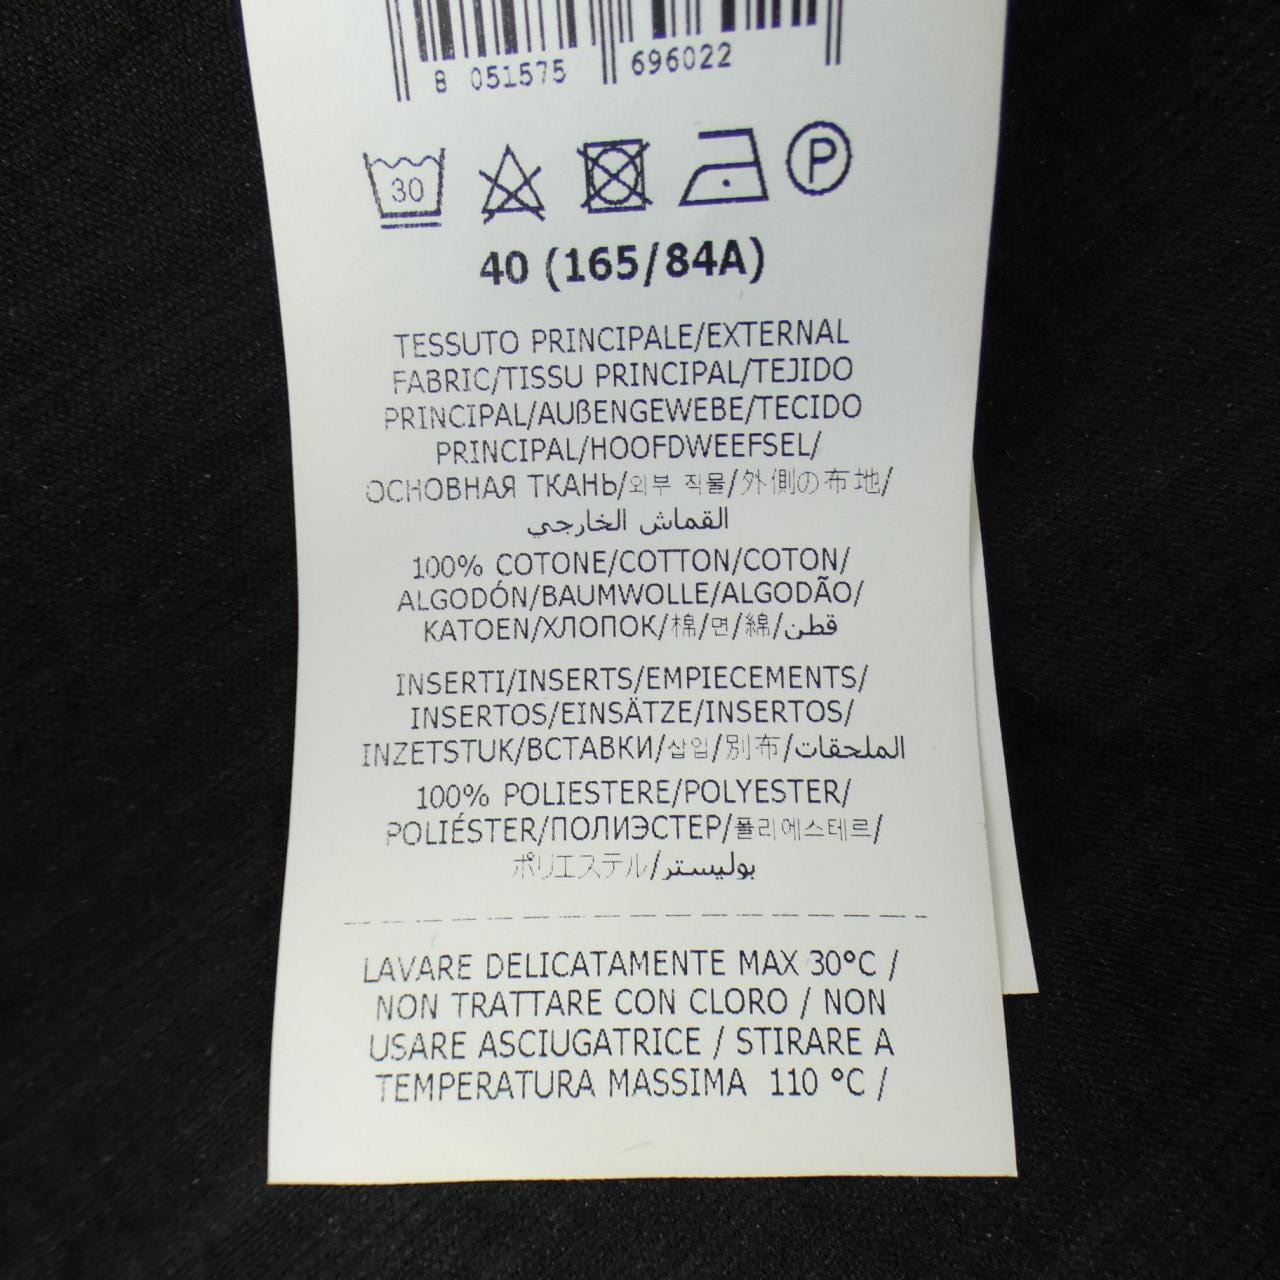 8 051575 696022
30
P
40 (165/84A)
TESSUTO PRINCIPALE/EXTERNAL
FABRIC/TISSU PRINCIPAL/TEJIDO
PRINCIPAL/AUßENGEWEBE/TECIDO
PRINCIPAL/HOOFDWEEFSEL/
ОСНОВНАЯ ТКАНЬ/외부 직물/外側の布地/
القماش الخارجي
100% COTONE/COTTON/COTON/
ALGODÓN/BAUMWOLLE/ALGODÃO/
KATOEN/ХЛОПОК/棉/면/綿/قطن
INSERTI/INSERTS/EMPIECEMENTS/
INSERTOS/EINSÄTZE/INSERTOS/
INZETSTUK/ВСТАВКИ/삽입/別布/الملحقات
100% POLIESTERE/POLYESTER/
POLIÉSTER/ПОЛИЭСТЕР/폴리에스테르/
ポリエステル/بوليستر
LAVARE DELICATAMENTE MAX 30°C /
NON TRATTARE CON CLORO / NON
USARE ASCIUGATRICE / STIRARE A
TEMPERATURA MASSIMA 110 °C /